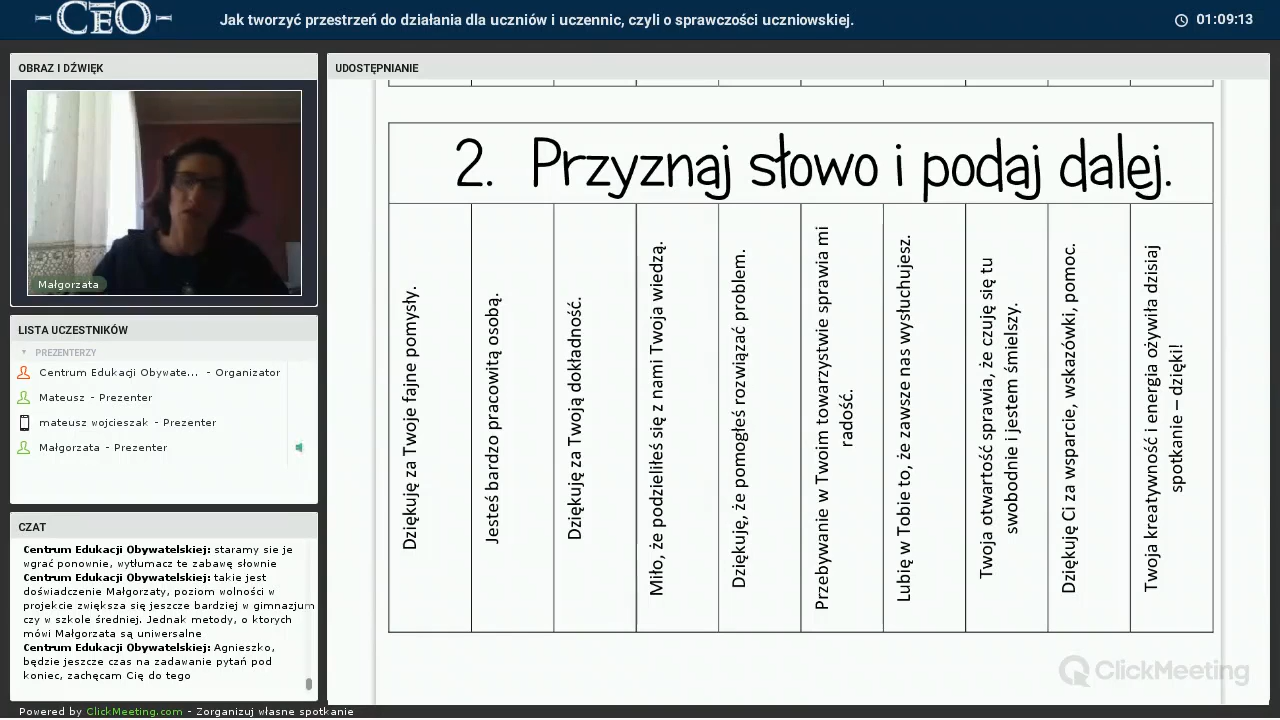 CEO
Jak tworzyć przestrzeń do działania dla uczniów i uczennic, czyli o sprawczości uczniowskiej.
01:09:13
OBRAZ I DŹWIĘK
Małgorzata
LISTA UCZESTNIKÓW
PREZENTERZY
Centrum Edukacji Obywate... - Organizator
Mateusz - Prezenter
mateusz wojcieszak - Prezenter
Małgorzata - Prezenter
CZAT
Centrum Edukacji Obywatelskiej: staramy sie je
wgrać ponownie, wytłumacz te zabawę słownie
Centrum Edukacji Obywatelskiej: takie jest
doświadczenie Małgorzaty, poziom wolności w
projekcie zwiększa się jeszcze bardziej w gimnazjum
czy w szkole średniej. Jednak metody, o ktorych
mówi Małgorzata są uniwersalne
Centrum Edukacji Obywatelskiej: Agnieszko,
będzie jeszcze czas na zadawanie pytań pod
koniec, zachęcam Cię do tego
UDOSTĘPNIANIE
2. Przyznaj słowo i podaj dalej.
Dziękuję za Twoje fajne pomysły.
Jesteś bardzo pracowitą osobą.
Dziękuję za Twoją dokładność.
Miło, że podzieliłeś się z nami Twoja wiedzą.
Dziękuję, że pomogłeś rozwiązać problem.
Przebywanie w Twoim towarzystwie sprawia mi
radość.
Lubię w Tobie to, że zawsze nas wysłuchujesz.
Twoja otwartość sprawia, że czuję się tu
swobodnie i jestem śmielszy.
Dziękuję Ci za wsparcie, wskazówki, pomoc.
Twoja kreatywność i energia ożywiła dzisiaj
spotkanie – dzięki!
ClickMeeting
Powered by ClickMeeting.com - Zorganizuj własne spotkanie